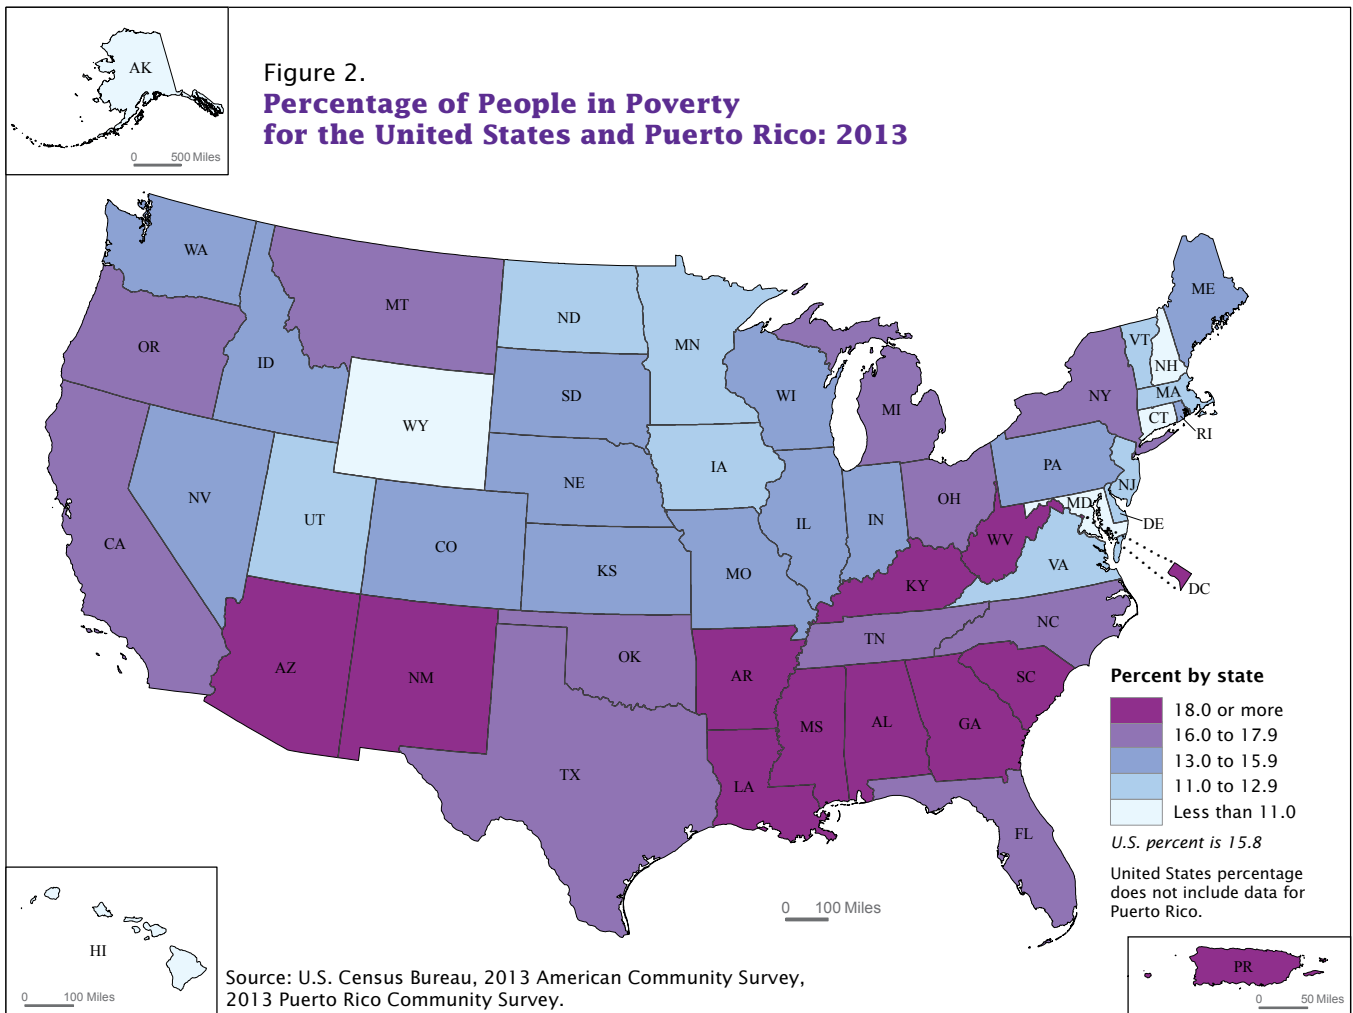 AK
0 500 Miles
Figure 2.
Percentage of People in Poverty
for the United States and Puerto Rico: 2013
WA
MT
ND
MN
ME
OR
ID
SD
WI
MI
VT
NH
NY
MA
CT
RI
WY
IA
PA
NJ
NV
UT
NE
CO
IL
IN
OH
MD
DE
CA
KS
MO
WV
KY
VA
DC
AZ
NM
OK
AR
TN
NC
SC
TX
LA
MS
AL
GA
FL
Percent by state
18.0 or more
16.0 to 17.9
13.0 to 15.9
11.0 to 12.9
Less than 11.0
U.S. percent is 15.8
United States percentage
does not include data for
Puerto Rico.
0 100 Miles
HI
0 100 Miles
Source: U.S. Census Bureau, 2013 American Community Survey,
2013 Puerto Rico Community Survey.
PR
0 50 Miles